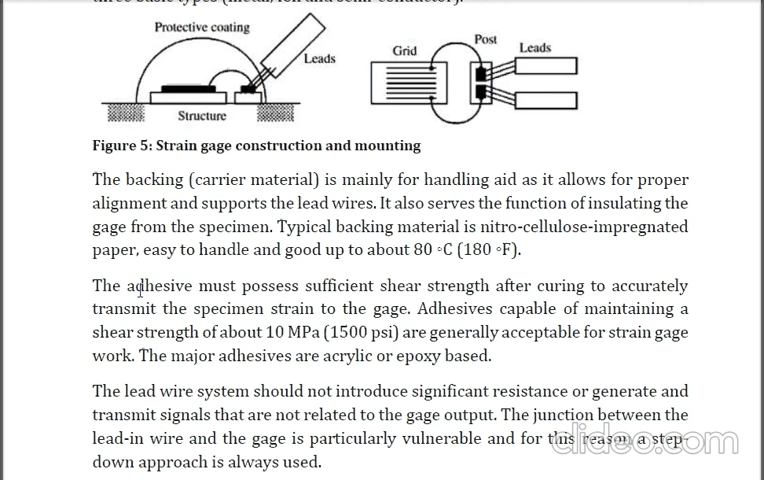 three basic types (metal, ion and semi-conductor).
Protective coating
Leads
Structure
Grid
Post
Leads
Figure 5: Strain gage construction and mounting
The backing (carrier material) is mainly for handling aid as it allows for proper
alignment and supports the lead wires. It also serves the function of insulating the
gage from the specimen. Typical backing material is nitro-cellulose-impregnated
paper, easy to handle and good up to about 80 ◦C (180 ◦F).
The adhesive must possess sufficient shear strength after curing to accurately
transmit the specimen strain to the gage. Adhesives capable of maintaining a
shear strength of about 10 MPa (1500 psi) are generally acceptable for strain gage
work. The major adhesives are acrylic or epoxy based.
The lead wire system should not introduce significant resistance or generate and
transmit signals that are not related to the gage output. The junction between the
lead-in wire and the gage is particularly vulnerable and for this reason a step-
down approach is always used.
clideo.com